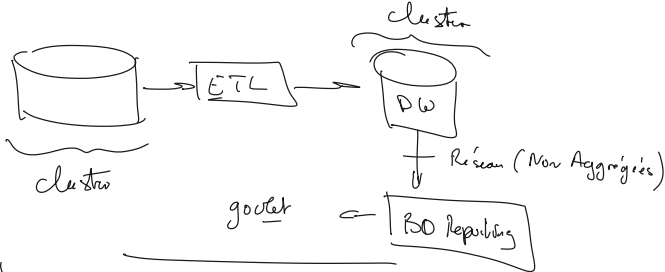 cluster
ETL
DW
Réseau (Non Aggrégées)
cluster
goulet
BO Reporting